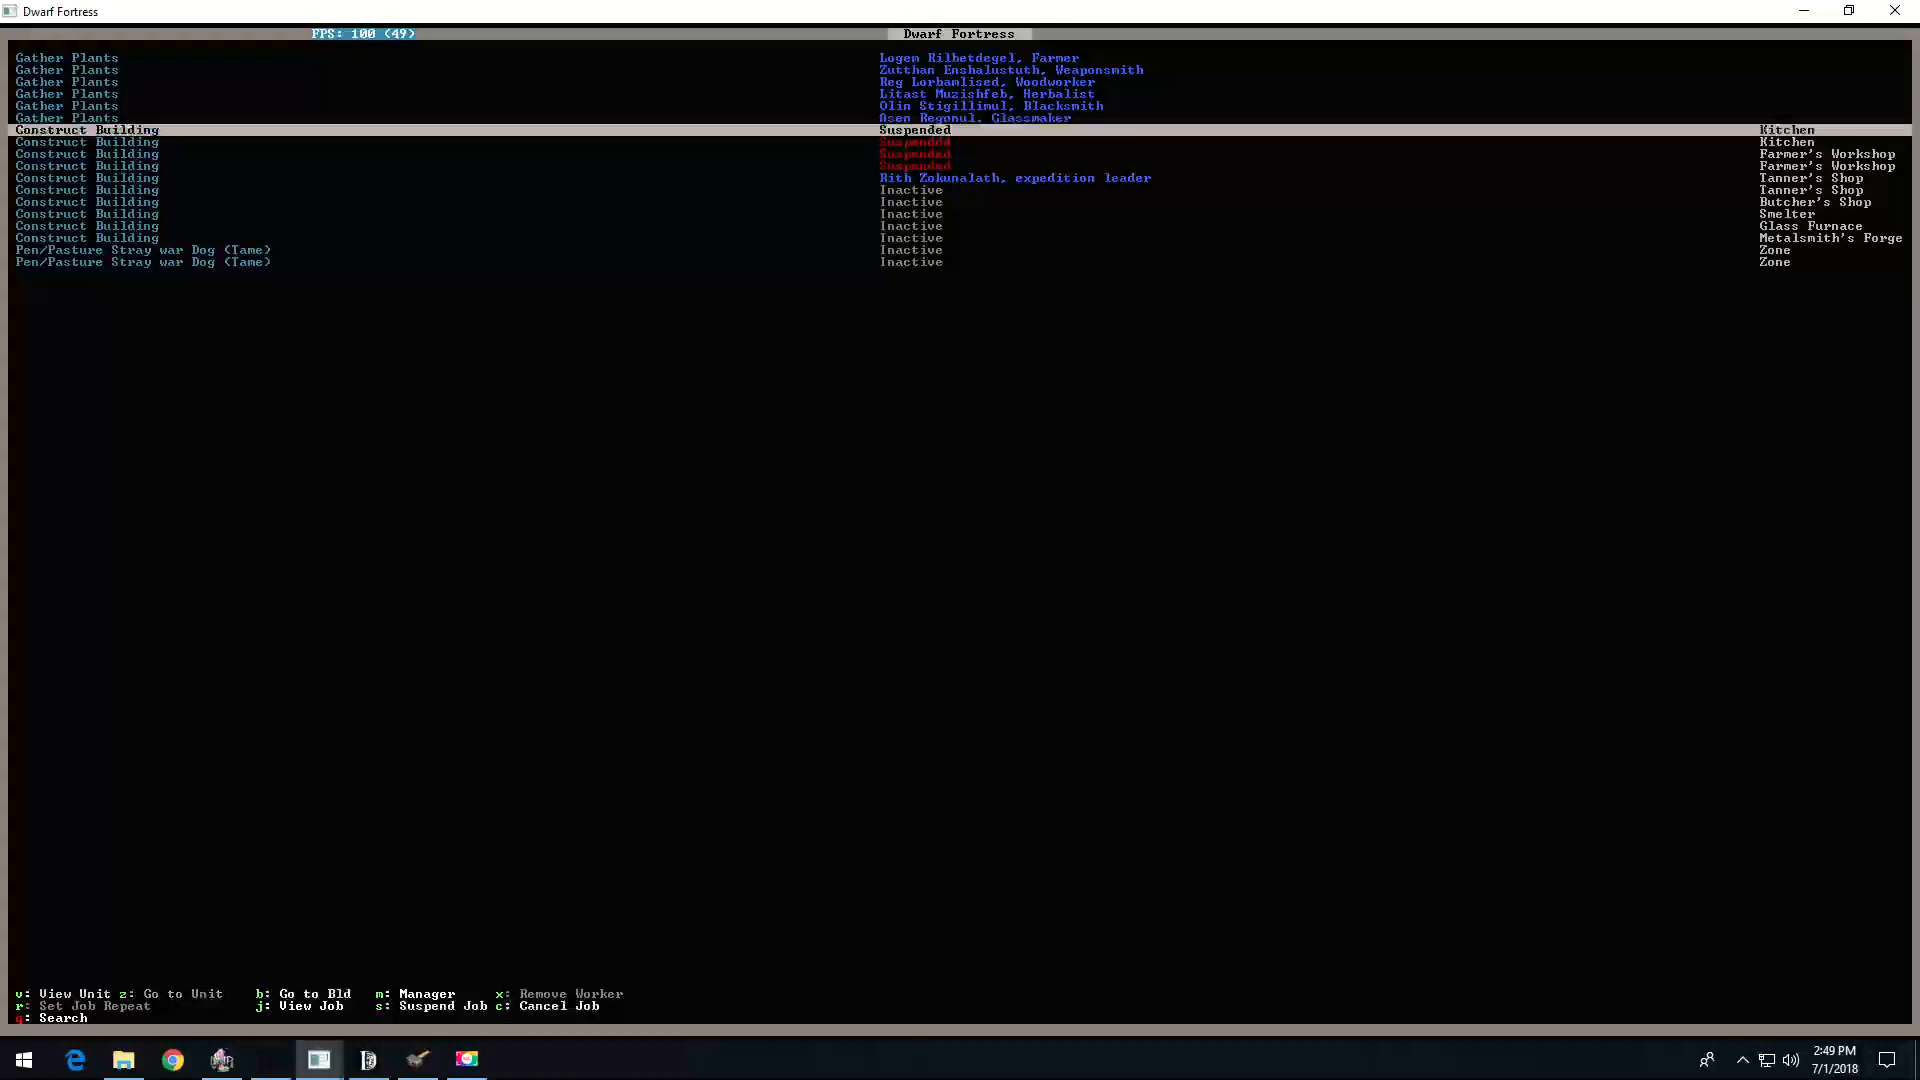 Dwarf Fortress
FPS: 100 (49) Dwarf Fortress
Gather Plants Logem Rilbetdegel, Farmer
Gather Plants Zutthan Enshalustuth, Weaponsmith
Gather Plants Reg Lorbamlised, Woodworker
Gather Plants Litast Muzishfeb, Herbalist
Gather Plants Olin Stigillimul, Blacksmith
Gather Plants Asen Regonul, Glassmaker
Construct Building Suspended Kitchen
Construct Building Suspended Kitchen
Construct Building Suspended Farmer's Workshop
Construct Building Suspended Farmer's Workshop
Construct Building Rith Zokunalath, expedition leader Tanner's Shop
Construct Building Inactive Tanner's Shop
Construct Building Inactive Butcher's Shop
Construct Building Inactive Smelter
Construct Building Inactive Glass Furnace
Construct Building Inactive Metalsmith's Forge
Pen/Pasture Stray war Dog (Tame) Inactive Zone
Pen/Pasture Stray war Dog (Tame) Inactive Zone
v: View Unit z: Go to Unit b: Go to Bld m: Manager x: Remove Worker
r: Set Job Repeat j: View Job s: Suspend Job c: Cancel Job
q: Search
2:49 PM
7/1/2018